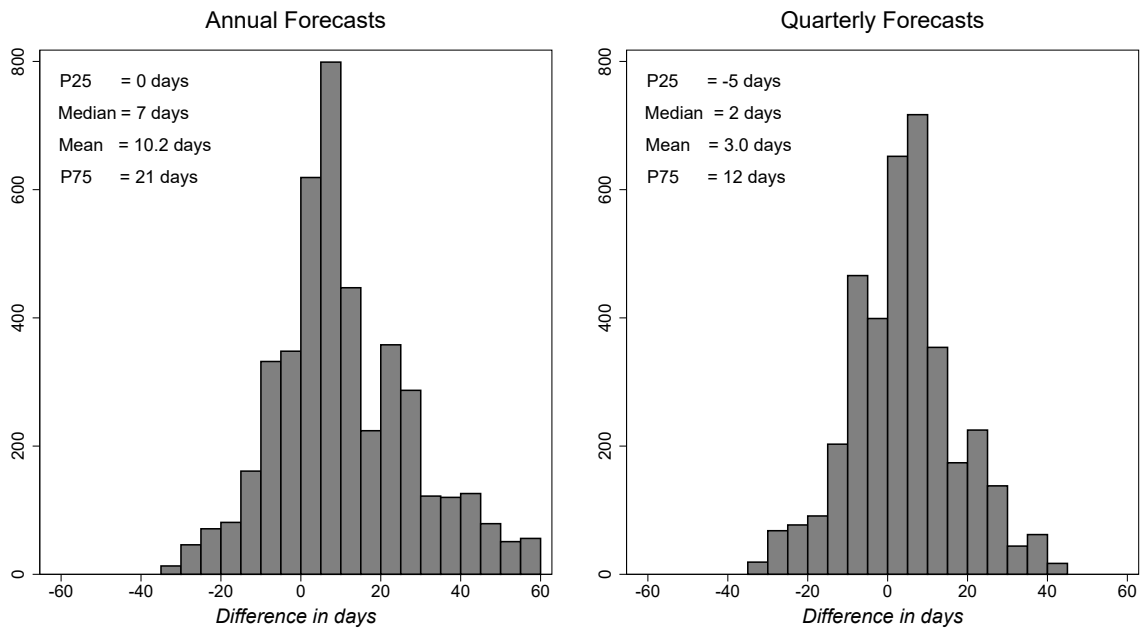 Annual Forecasts
P25 = 0 days
Median = 7 days
Mean = 10.2 days
P75 = 21 days
800
600
400
200
0
-60 -40 -20 0 20 40 60
Difference in days
Quarterly Forecasts
P25 = -5 days
Median = 2 days
Mean = 3.0 days
P75 = 12 days
800
600
400
200
0
-60 -40 -20 0 20 40 60
Difference in days